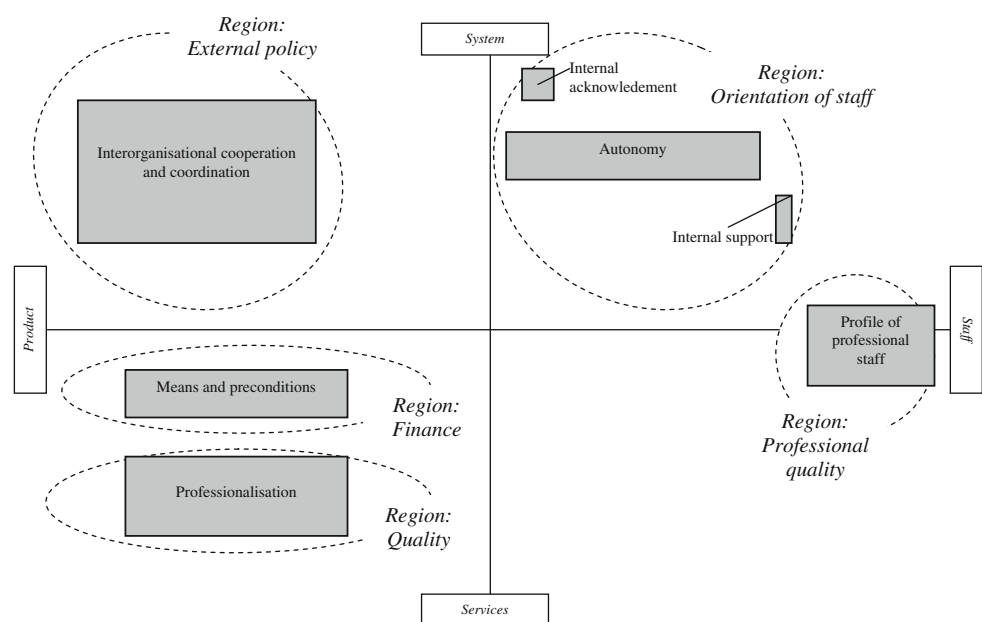 Region:
External policy
System
Internal
acknowledement
Region:
Orientation of staff
Interorganisational cooperation
and coordination
Autonomy
Internal support
Product
Staff
Profile of
professional
staff
Means and preconditions
Region:
Finance
Region:
Professional
quality
Professionalisation
Region:
Quality
Services